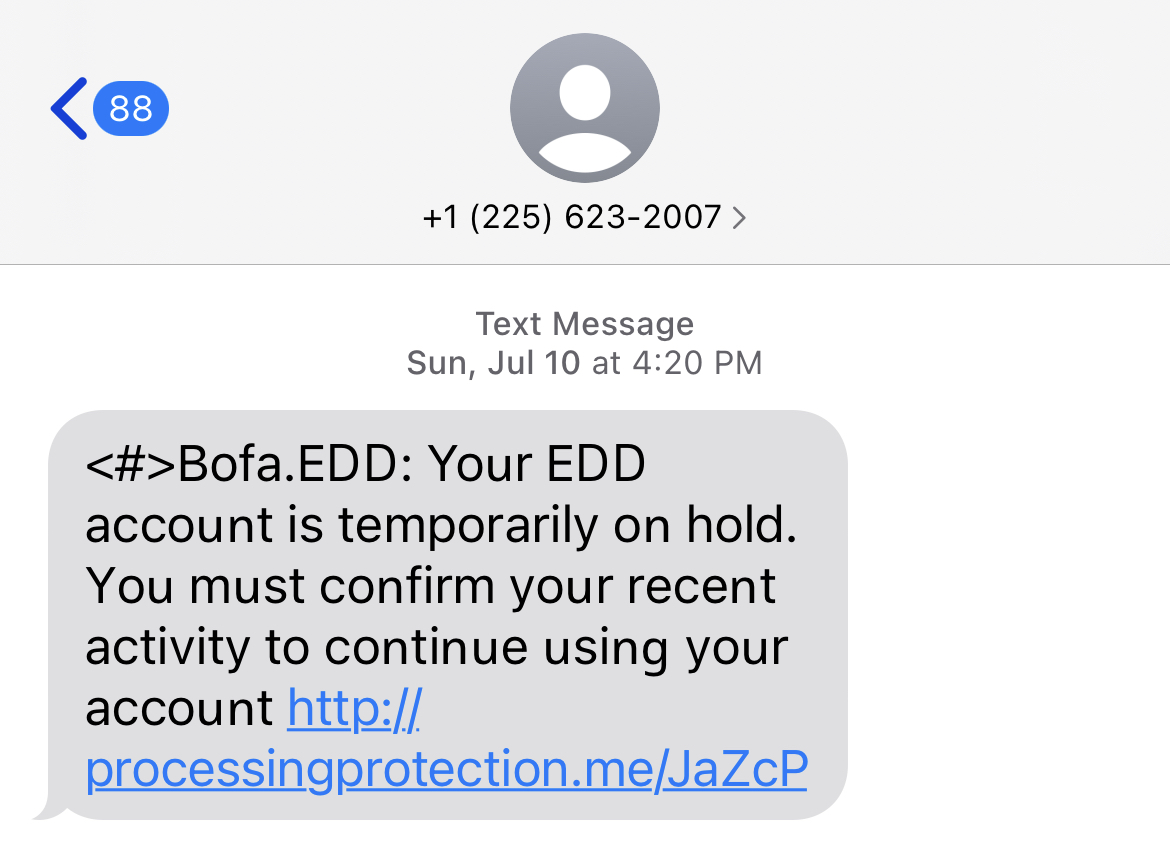 88
+1 (225) 623-2007 >
Text Message
Sun, Jul 10 at 4:20 PM
<#>Bofa.EDD: Your EDD
account is temporarily on hold.
You must confirm your recent
activity to continue using your
account http://
processingprotection.me/JaZcP